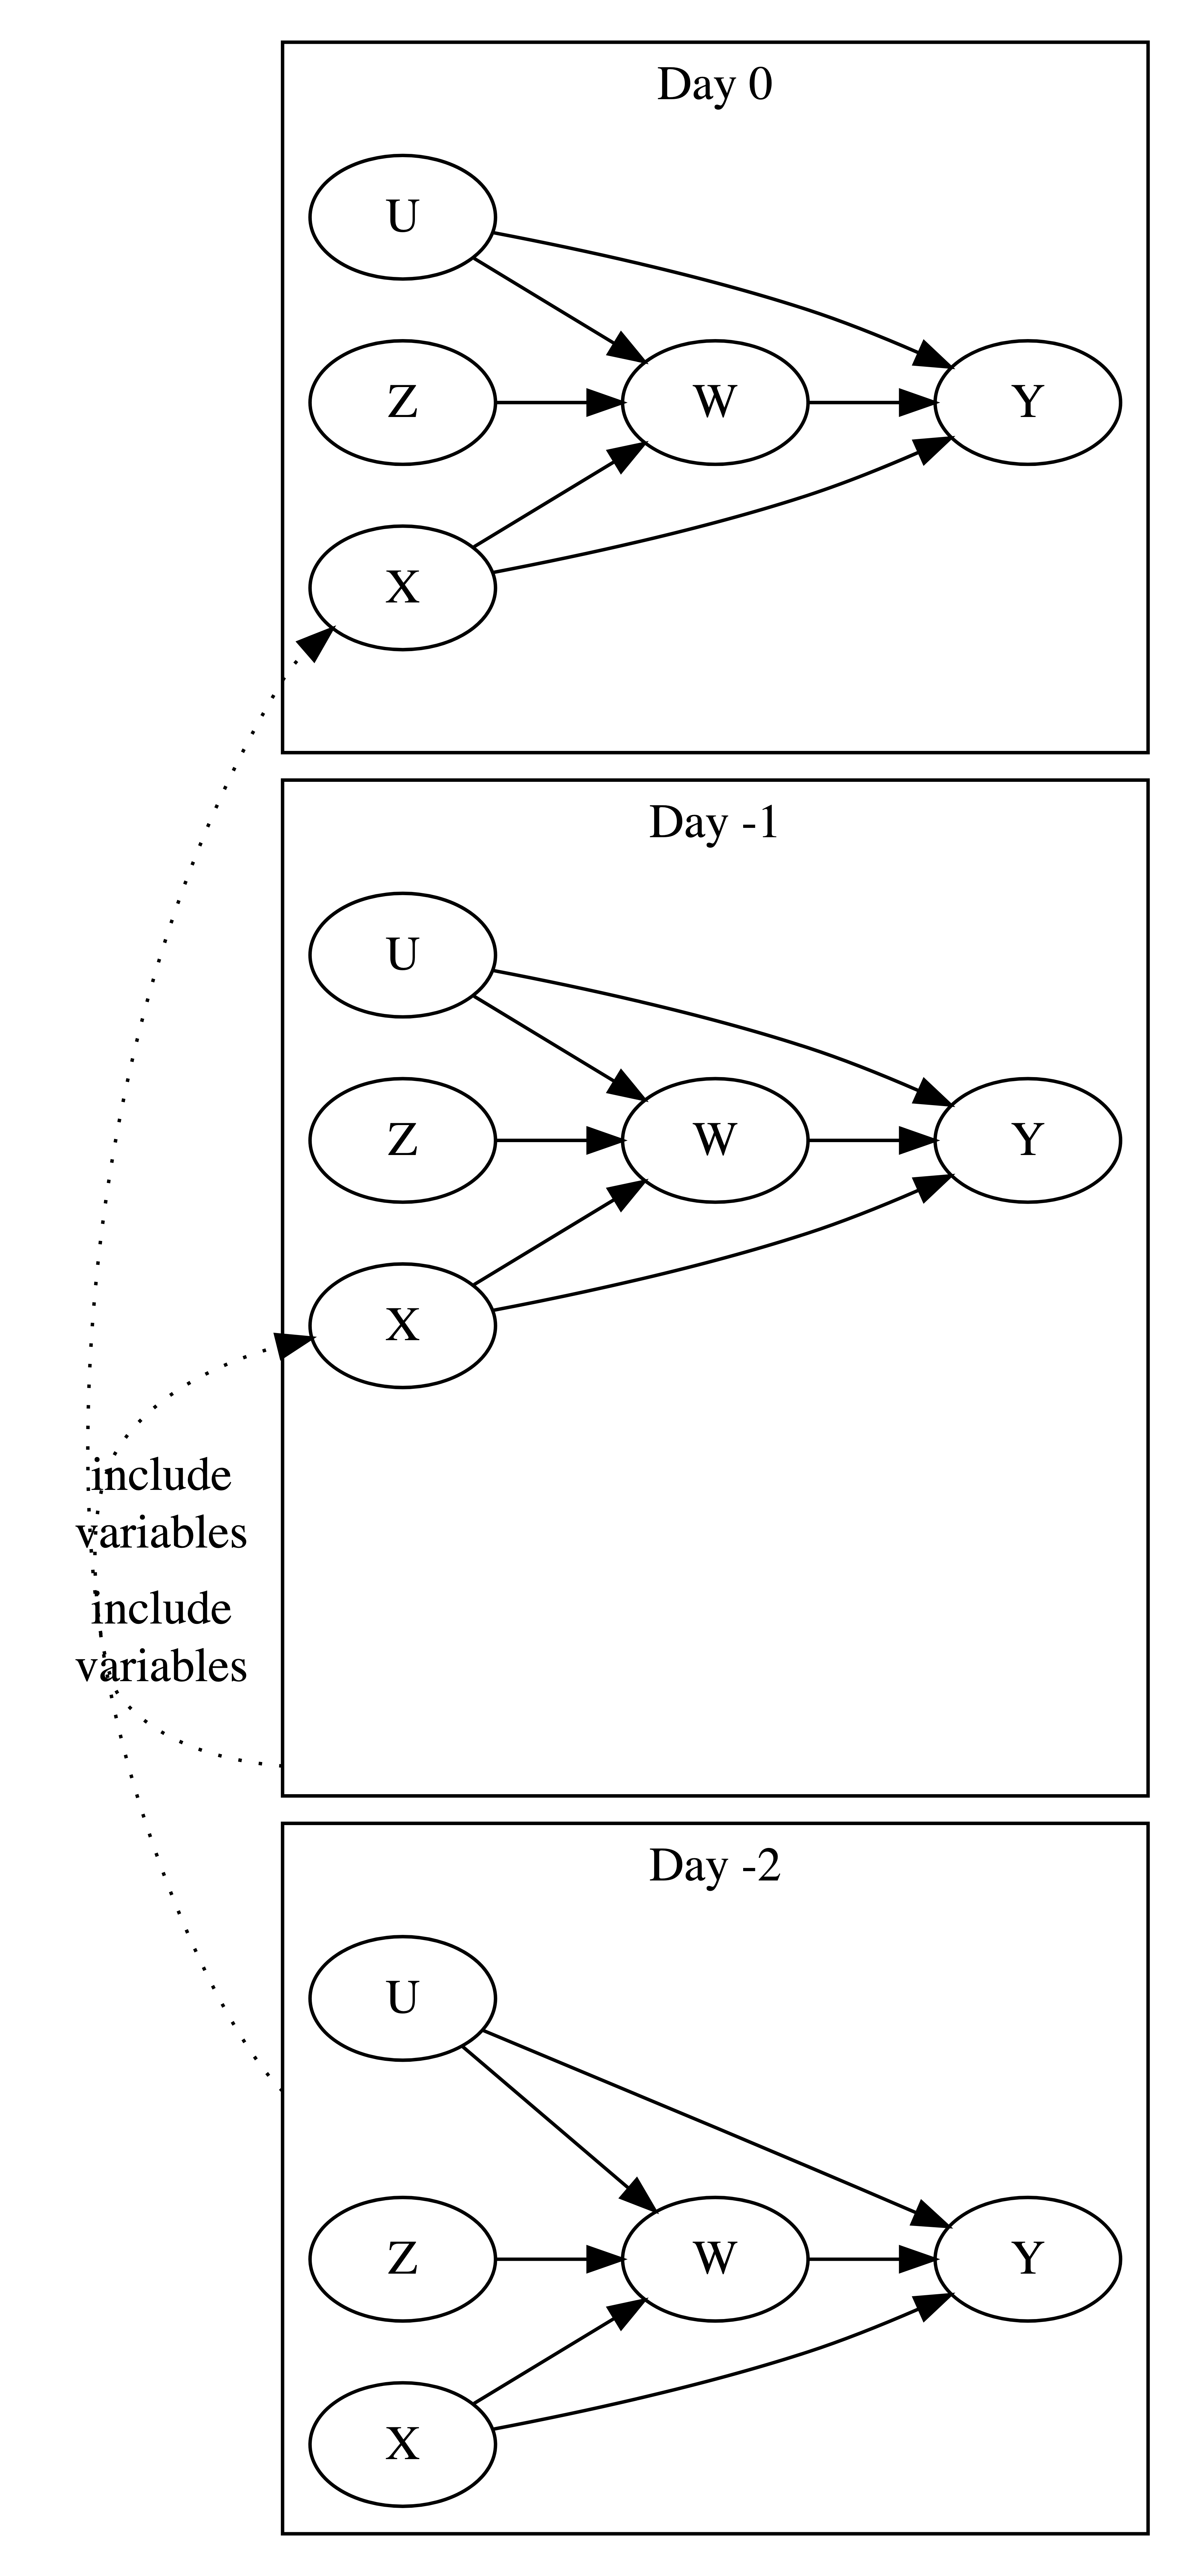 Day 0
U
Z
W
Y
X
Day -1
U
Z
W
Y
X
include
variables
include
variables
Day -2
U
Z
W
Y
X